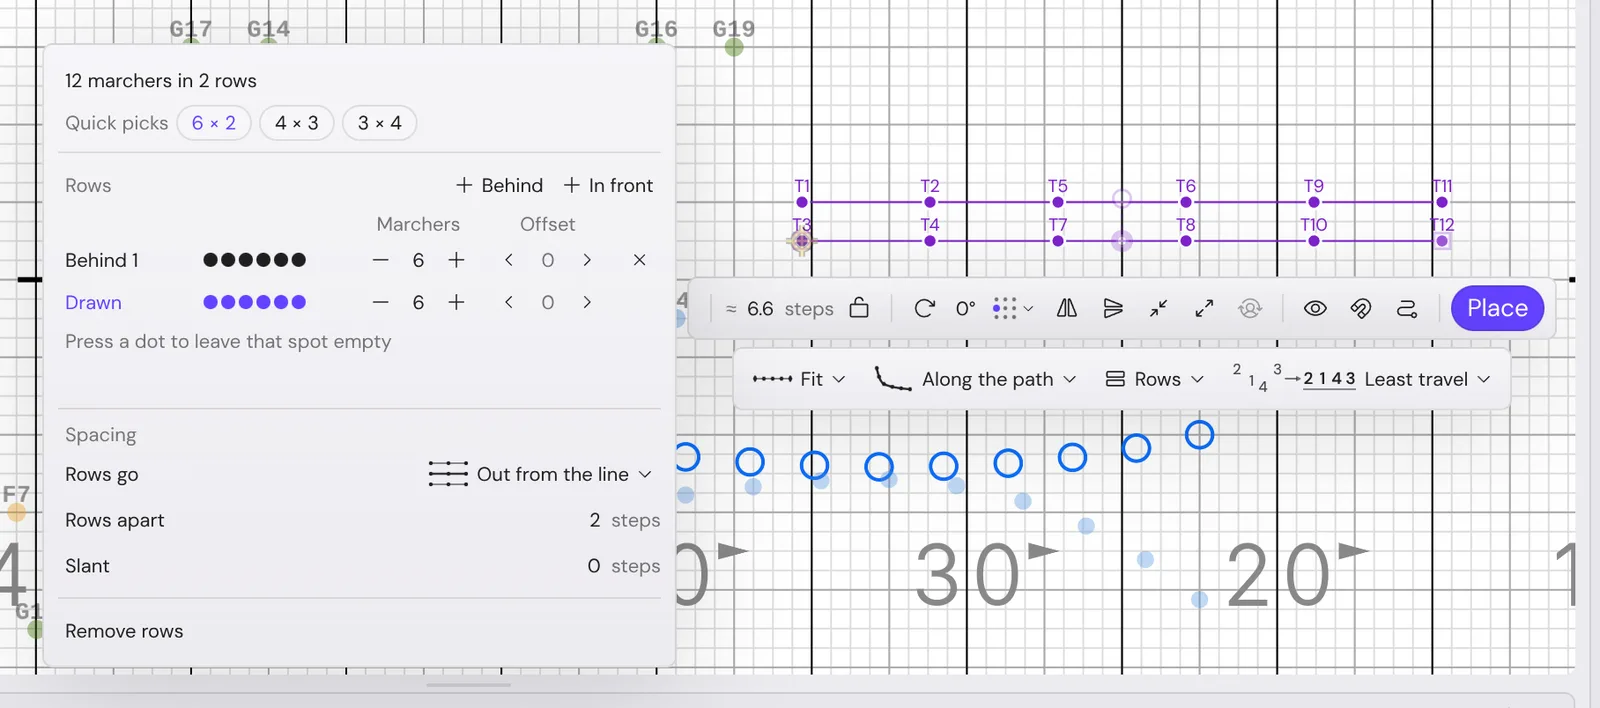 G17 G14 G16 G19
12 marchers in 2 rows
Quick picks 6 × 2 4 × 3 3 × 4
Rows + Behind + In front
Marchers Offset
Behind 1 − 6 + < 0 > ×
Drawn − 6 + < 0 >
Press a dot to leave that spot empty
Spacing
Rows go Out from the line
Rows apart 2 steps
Slant 0 steps
Remove rows
T1 T2 T5 T6 T9 T11
T3 T4 T7 T8 T10 T12
≈ 6.6 steps 0° Place
Fit Along the path Rows 2 1 4 3 → 2 1 4 3 Least travel
F7
4 0 30 20 1
G1